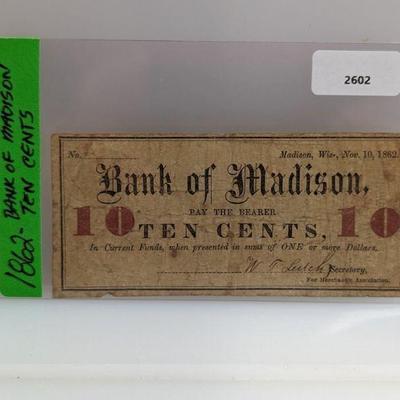 1862- BANK OF MADISON
TEN CENTS
2602
No.
Madison, Wis., Nov. 10, 1862.
Bank of Madison,
PAY THE BEARER
10 TEN CENTS, 10
In Current Funds, when presented in sums of ONE or more Dollars.
W. T. Leitch Secretary,
For Merchants Association.